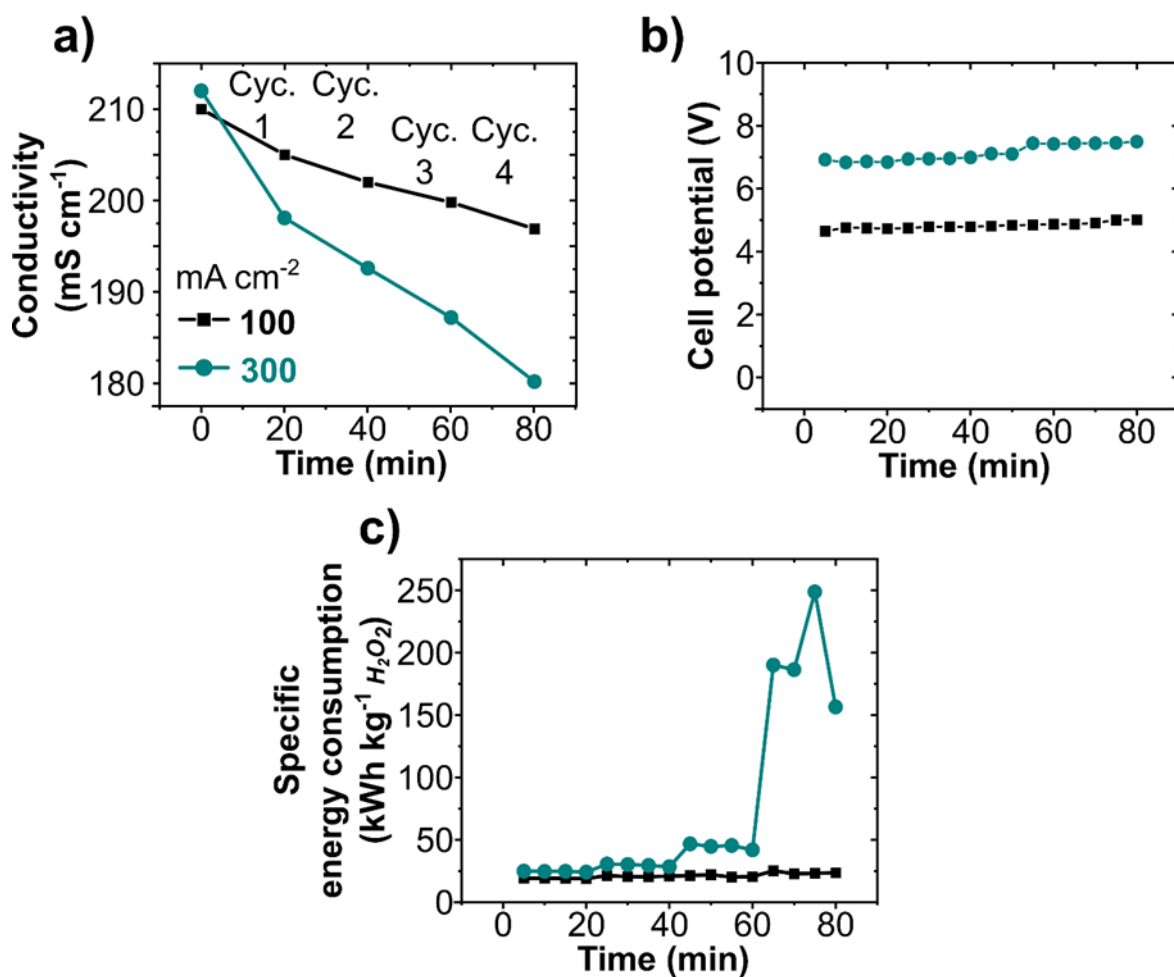 a)
Conductivity
(mS cm⁻¹)
210
200
190
180
Cyc. Cyc.
1 2
Cyc. Cyc.
3 4
mA cm⁻²
100
300
0 20 40 60 80
Time (min)
b)
Cell potential (V)
10
8
6
4
2
0
0 20 40 60 80
Time (min)
c)
Specific
energy consumption
(kWh kg⁻¹ H₂O₂)
250
200
150
100
50
0
0 20 40 60 80
Time (min)